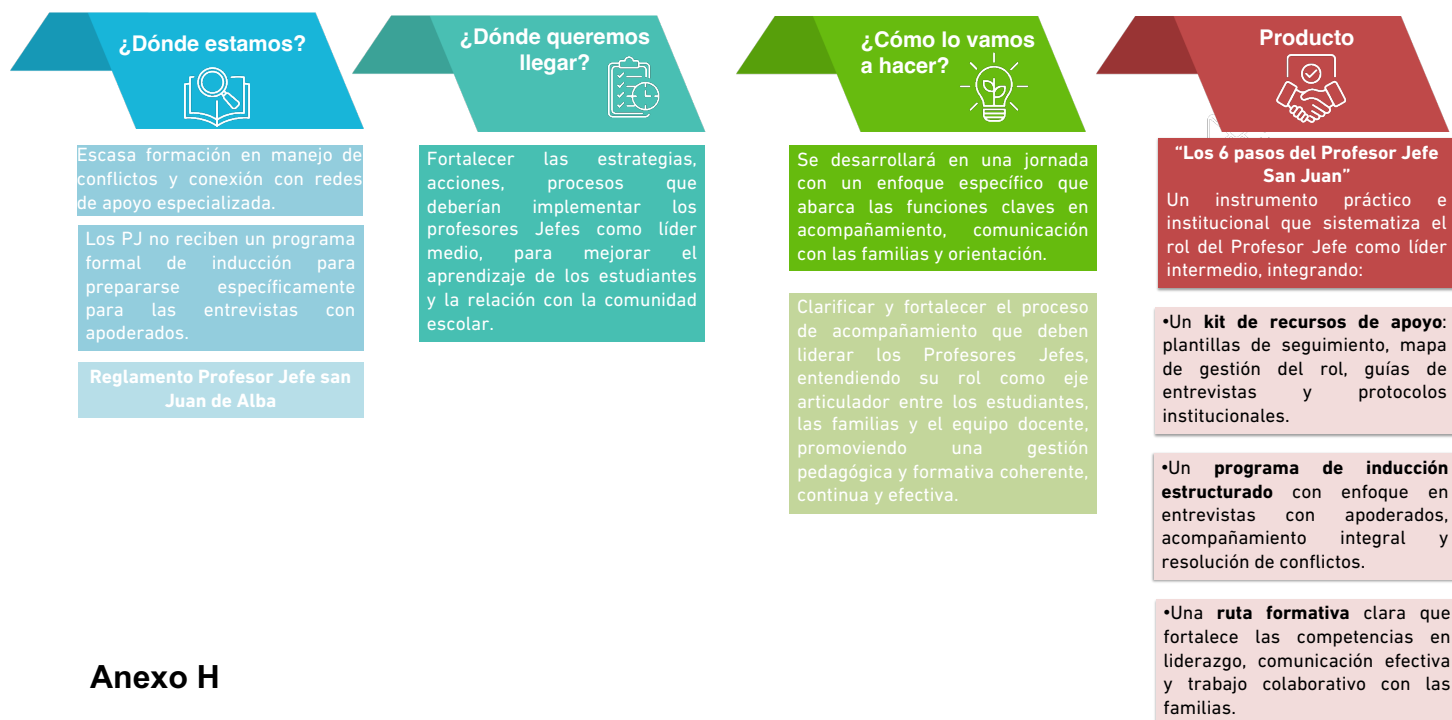 ¿Dónde estamos?
Escasa formación en manejo de
conflictos y conexión con redes
de apoyo especializada.
Los PJ no reciben un programa
formal de inducción para
prepararse específicamente
para las entrevistas con
apoderados.
Reglamento Profesor Jefe san
Juan de Alba
¿Dónde queremos
llegar?
Fortalecer las estrategias,
acciones, procesos que
deberían implementar los
profesores Jefes como líder
medio, para mejorar el
aprendizaje de los estudiantes
y la relación con la comunidad
escolar.
¿Cómo lo vamos
a hacer?
Se desarrollará en una jornada
con un enfoque específico que
abarca las funciones claves en
acompañamiento, comunicación
con las familias y orientación.
Clarificar y fortalecer el proceso
de acompañamiento que deben
liderar los Profesores Jefes,
entendiendo su rol como eje
articulador entre los estudiantes,
las familias y el equipo docente,
promoviendo una gestión
pedagógica y formativa coherente,
continua y efectiva.
Producto
“Los 6 pasos del Profesor Jefe
San Juan”
Un instrumento práctico e
institucional que sistematiza el
rol del Profesor Jefe como líder
intermedio, integrando:
•Un kit de recursos de apoyo:
plantillas de seguimiento, mapa
de gestión del rol, guías de
entrevistas y protocolos
institucionales.
•Un programa de inducción
estructurado con enfoque en
entrevistas con apoderados,
acompañamiento integral y
resolución de conflictos.
•Una ruta formativa clara que
fortalece las competencias en
liderazgo, comunicación efectiva
y trabajo colaborativo con las
familias.
Anexo H